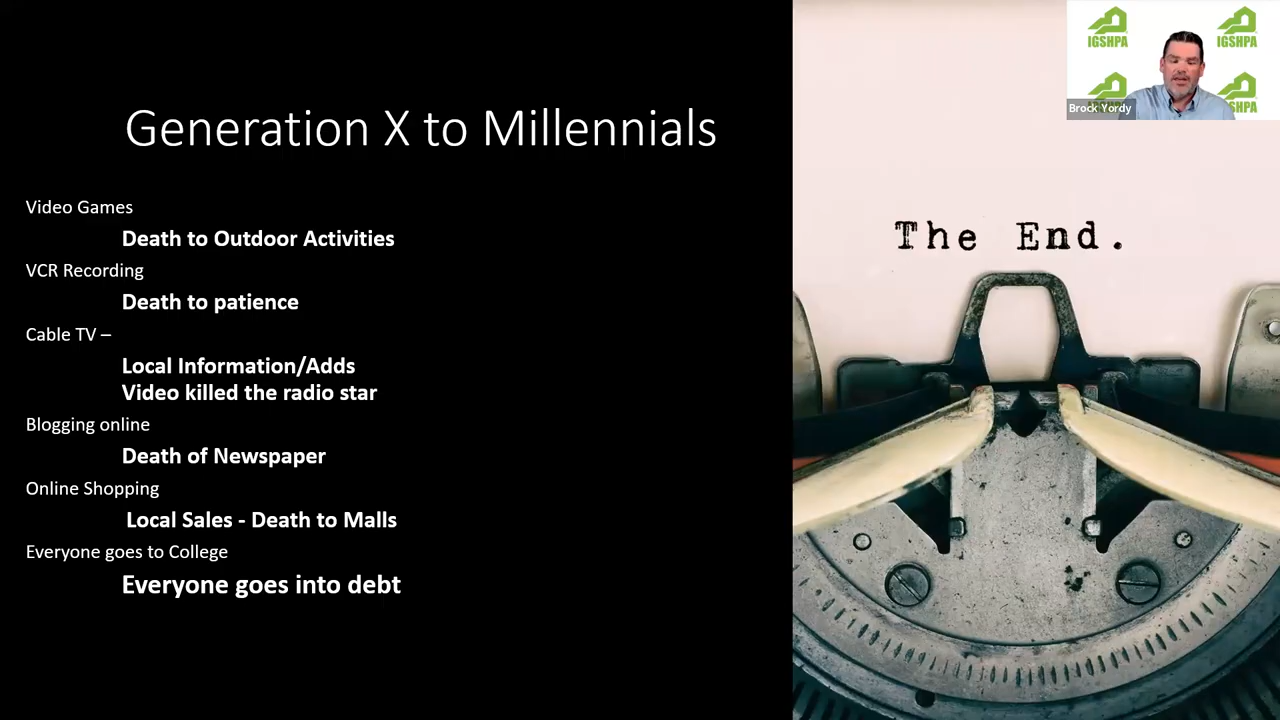 Generation X to Millennials
Video Games
Death to Outdoor Activities
VCR Recording
Death to patience
Cable TV –
Local Information/Adds
Video killed the radio star
Blogging online
Death of Newspaper
Online Shopping
Local Sales - Death to Malls
Everyone goes to College
Everyone goes into debt
The End.
IGSHPA
IGSHPA
Brock Yordy
SHPA